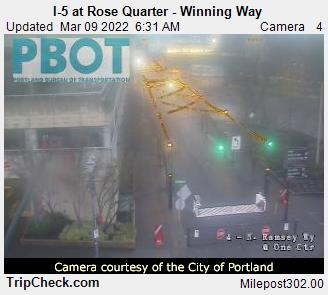 I-5 at Rose Quarter - Winning Way
Updated Mar 09 2022 6:31 AM Camera 4
PBOT
PORTLAND BUREAU OF TRANSPORTATION
4 - N. Ramsey Wy
@ One Ctr
Camera courtesy of the City of Portland
TripCheck.com Milepost302.00